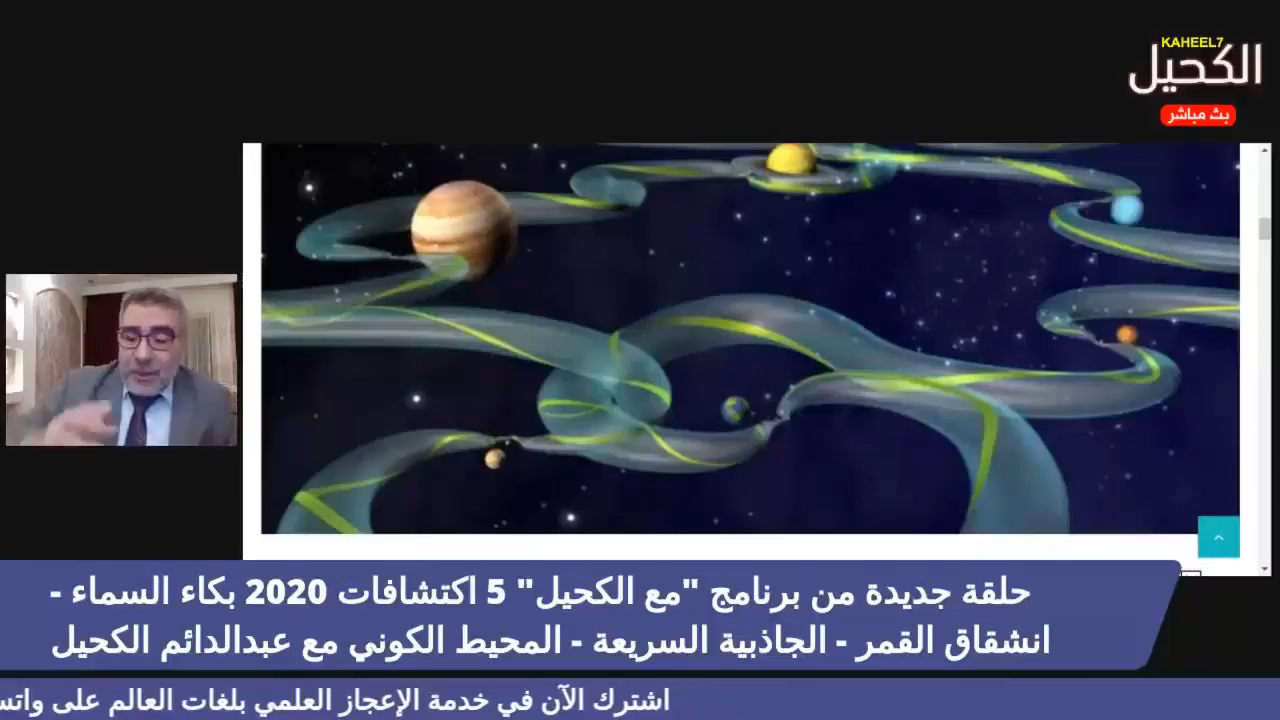 KAHEEL7
الكحيل
بث مباشر
حلقة جديدة من برنامج "مع الكحيل" 5 اكتشافات 2020 بكاء السماء -
انشقاق القمر - الجاذبية السريعة - المحيط الكوني مع عبدالدائم الكحيل
اشترك الآن في خدمة الإعجاز العلمي بلغات العالم على